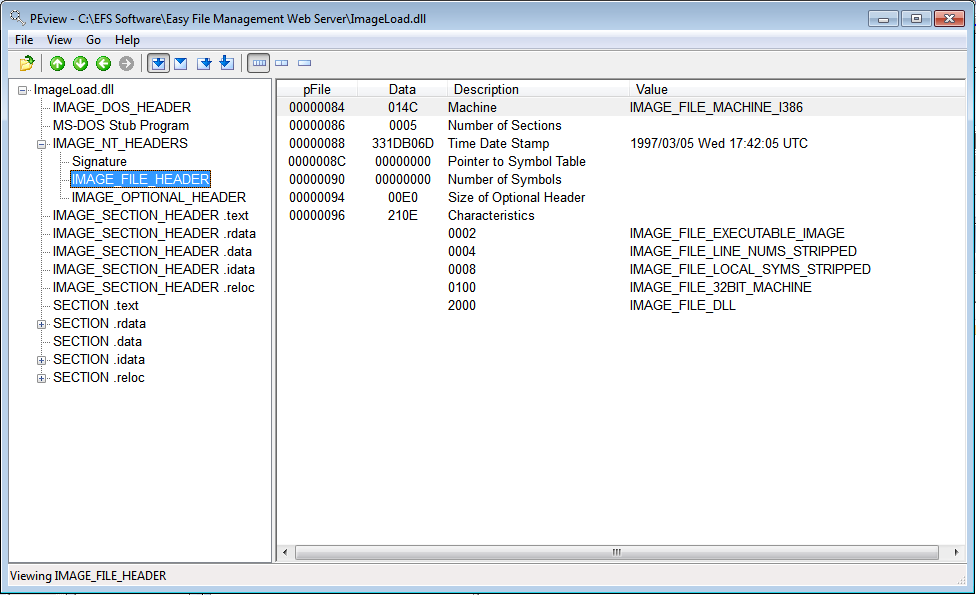 PEview - C:\EFS Software\Easy File Management Web Server\ImageLoad.dll
File View Go Help
ImageLoad.dll
IMAGE_DOS_HEADER
MS-DOS Stub Program
IMAGE_NT_HEADERS
Signature
IMAGE_FILE_HEADER
IMAGE_OPTIONAL_HEADER
IMAGE_SECTION_HEADER .text
IMAGE_SECTION_HEADER .rdata
IMAGE_SECTION_HEADER .data
IMAGE_SECTION_HEADER .idata
IMAGE_SECTION_HEADER .reloc
SECTION .text
SECTION .rdata
SECTION .data
SECTION .idata
SECTION .reloc
pFile Data Description Value
00000084 014C Machine IMAGE_FILE_MACHINE_I386
00000086 0005 Number of Sections
00000088 331DB06D Time Date Stamp 1997/03/05 Wed 17:42:05 UTC
0000008C 00000000 Pointer to Symbol Table
00000090 00000000 Number of Symbols
00000094 00E0 Size of Optional Header
00000096 210E Characteristics
0002 IMAGE_FILE_EXECUTABLE_IMAGE
0004 IMAGE_FILE_LINE_NUMS_STRIPPED
0008 IMAGE_FILE_LOCAL_SYMS_STRIPPED
0100 IMAGE_FILE_32BIT_MACHINE
2000 IMAGE_FILE_DLL
Viewing IMAGE_FILE_HEADER